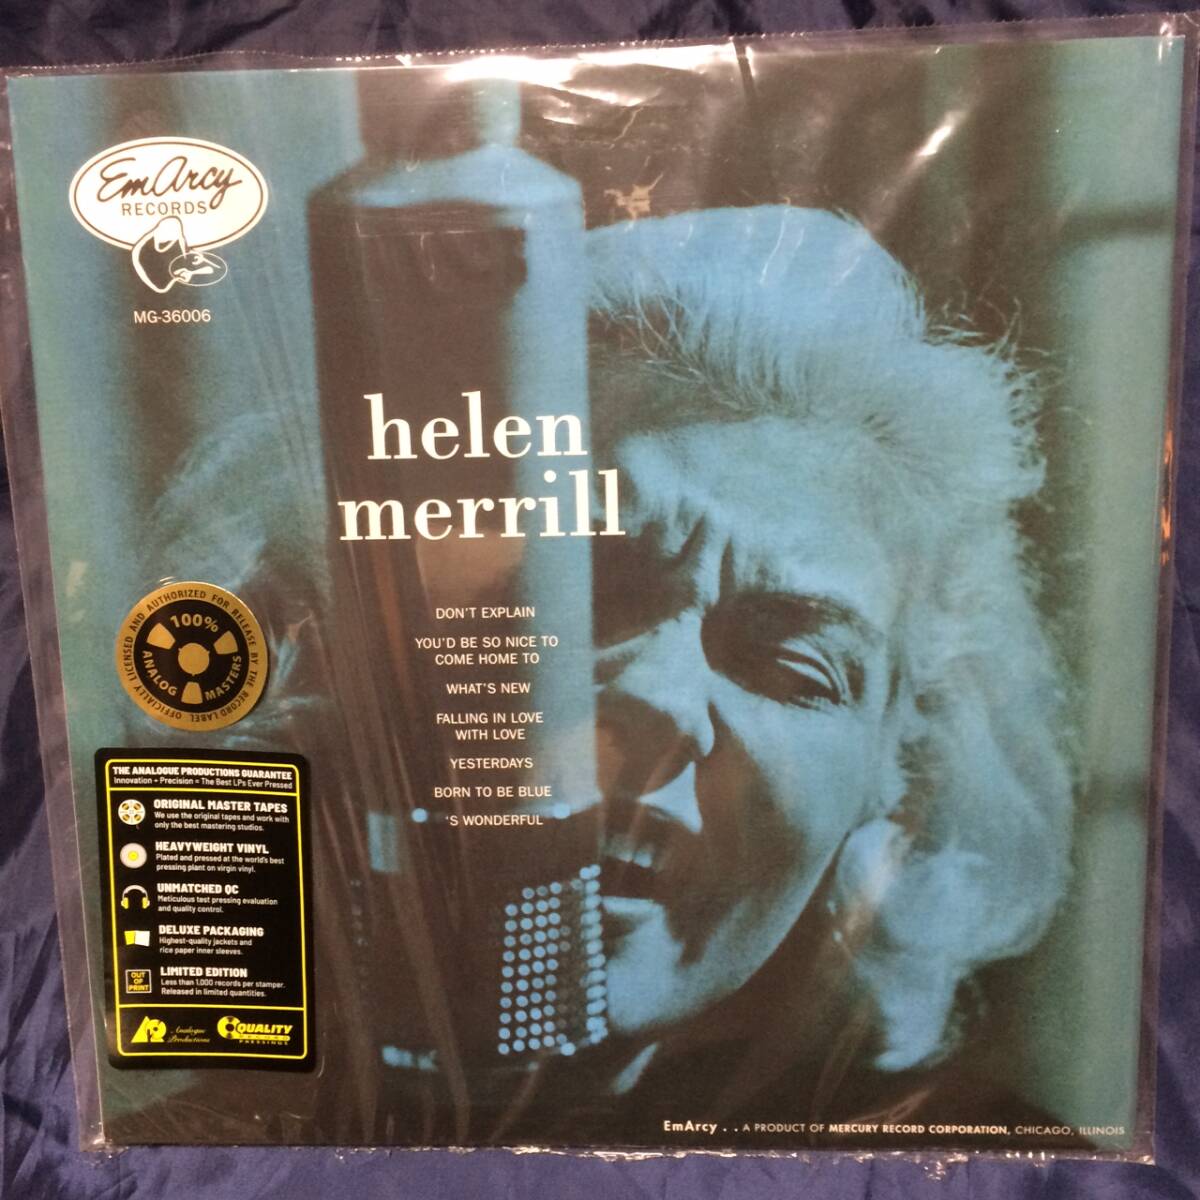 EmArcy
RECORDS
MG-36006
helen
merrill
DON'T EXPLAIN
YOU'D BE SO NICE TO
COME HOME TO
WHAT'S NEW
FALLING IN LOVE
WITH LOVE
YESTERDAYS
BORN TO BE BLUE
'S WONDERFUL
OFFICIALLY LICENSED AND AUTHORIZED FOR RELEASE BY THE RECORD LABEL
100%
ANALOG
MASTERS
THE ANALOGUE PRODUCTIONS GUARANTEE
Innovation + Precision = The Best LPs Ever Pressed
ORIGINAL MASTER TAPES
We use the original tapes and work with
only the best mastering studios.
HEAVYWEIGHT VINYL
Plated and pressed at the world's best
pressing plant on virgin vinyl.
UNMATCHED QC
Meticulous test pressing evaluation
and quality control.
DELUXE PACKAGING
Highest-quality jackets and
rice paper inner sleeves.
OUT
OF
PRINT
LIMITED EDITION
Less than 1,000 records per stamper.
Released in limited quantities.
Analogue
Productions
QUALITY
RECORD
PRESSINGS
EmArcy . . A PRODUCT OF MERCURY RECORD CORPORATION, CHICAGO, ILLINOIS